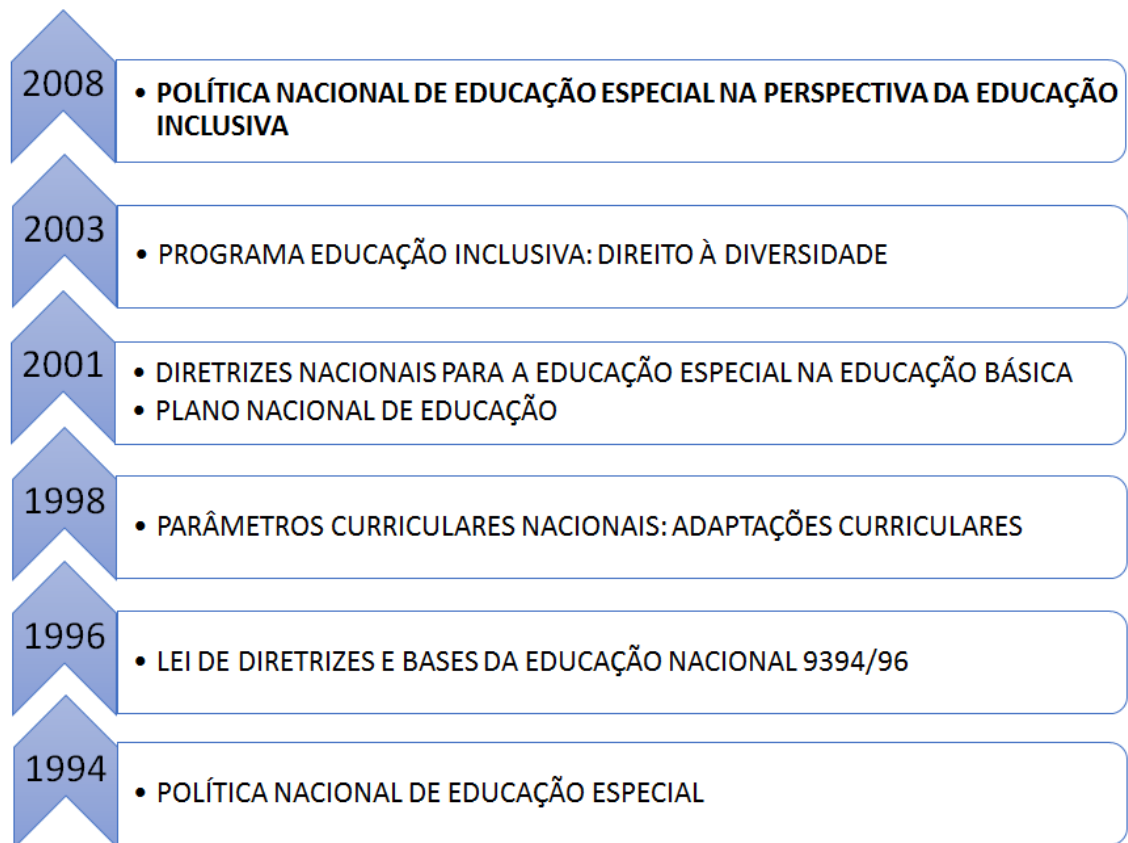 2008
• POLÍTICA NACIONAL DE EDUCAÇÃO ESPECIAL NA PERSPECTIVA DA EDUCAÇÃO
INCLUSIVA
2003
• PROGRAMA EDUCAÇÃO INCLUSIVA: DIREITO À DIVERSIDADE
2001
• DIRETRIZES NACIONAIS PARA A EDUCAÇÃO ESPECIAL NA EDUCAÇÃO BÁSICA
• PLANO NACIONAL DE EDUCAÇÃO
1998
• PARÂMETROS CURRICULARES NACIONAIS: ADAPTAÇÕES CURRICULARES
1996
• LEI DE DIRETRIZES E BASES DA EDUCAÇÃO NACIONAL 9394/96
1994
• POLÍTICA NACIONAL DE EDUCAÇÃO ESPECIAL